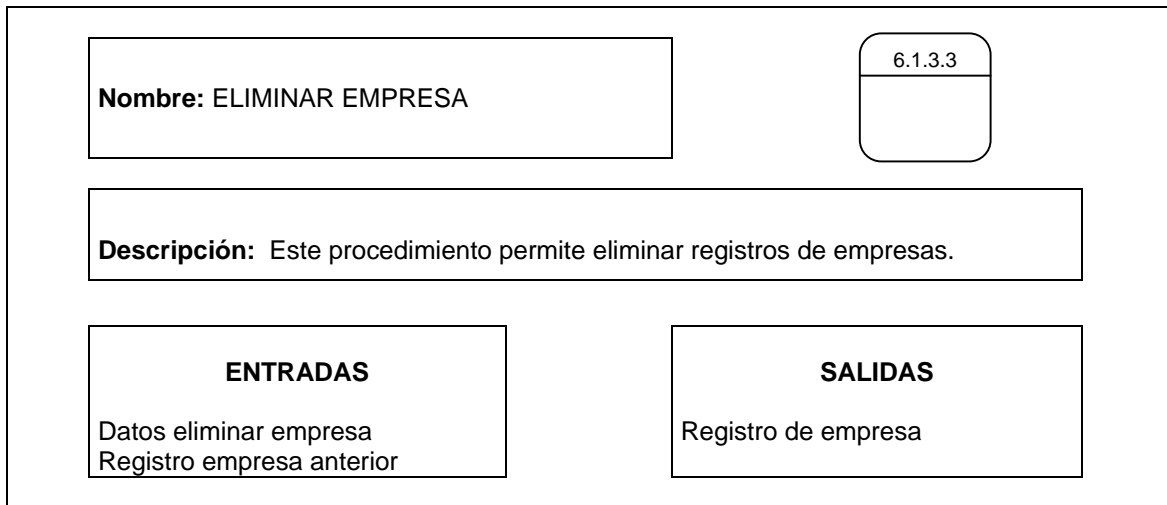 6.1.3.3
Nombre: ELIMINAR EMPRESA
Descripción: Este procedimiento permite eliminar registros de empresas.
ENTRADAS
Datos eliminar empresa
Registro empresa anterior
SALIDAS
Registro de empresa